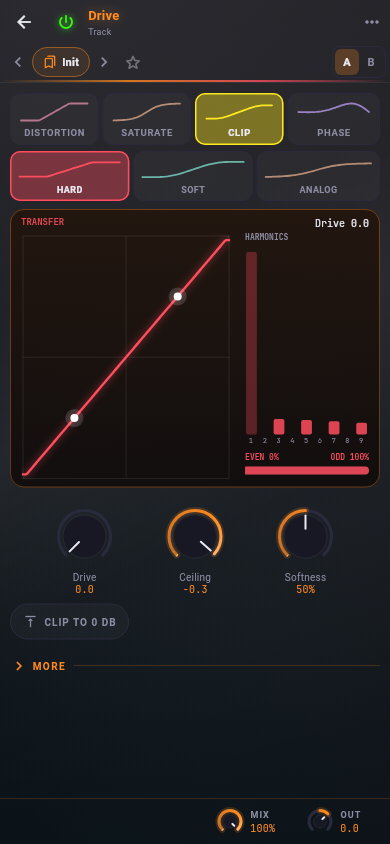 Drive
Track
Init
A B
DISTORTION SATURATE CLIP PHASE
HARD SOFT ANALOG
TRANSFER Drive 0.0
HARMONICS
1 2 3 4 5 6 7 8 9
EVEN 0% ODD 100%
Drive Ceiling Softness
0.0 -0.3 50%
CLIP TO 0 DB
MORE
MIX OUT
100% 0.0